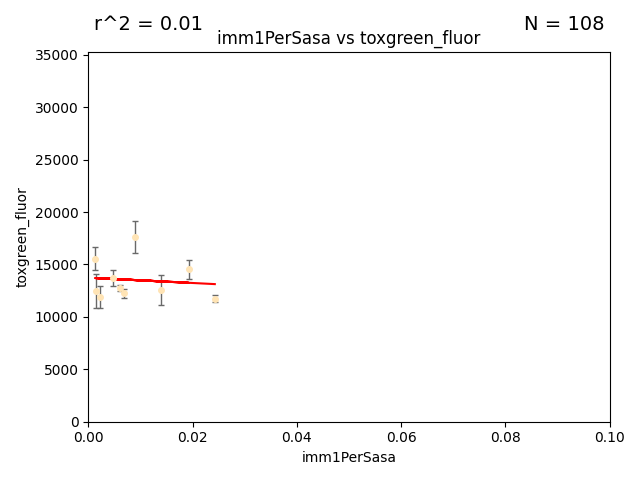 r^2 = 0.01
N = 108
imm1PerSasa vs toxgreen_fluor
35000
30000
25000
20000
15000
10000
5000
0
toxgreen_fluor
0.00
0.02
0.04
0.06
0.08
0.10
imm1PerSasa